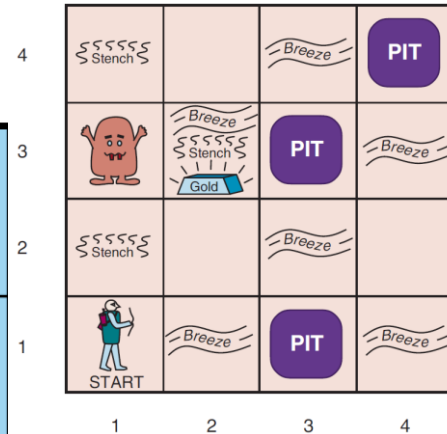 4 Stench Breeze PIT
3 Breeze
Stench
Gold
PIT Breeze
2 Stench Breeze
1 START Breeze PIT Breeze
1 2 3 4